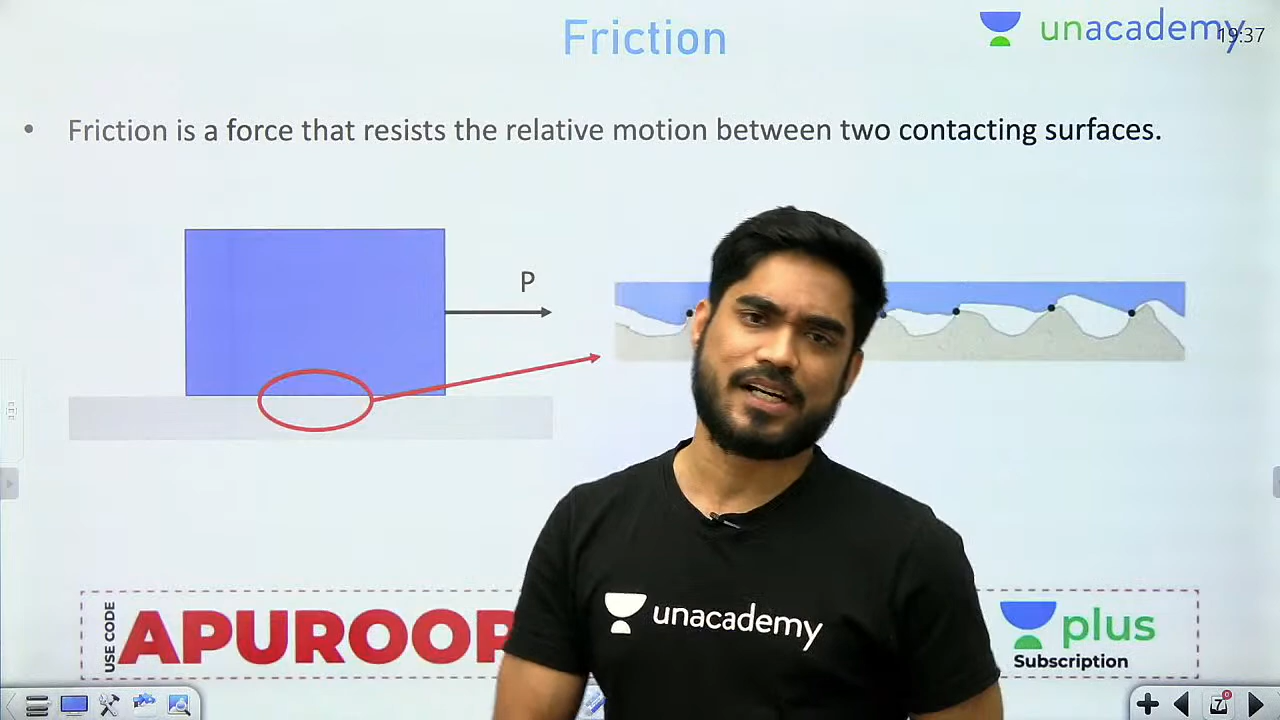 Friction
unacademy
19:37
• Friction is a force that resists the relative motion between two contacting surfaces.
P
unacademy
USE CODE
APUROOP
plus
Subscription